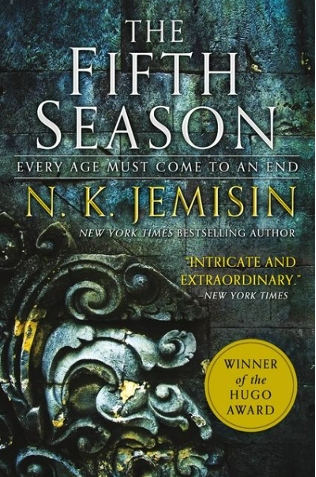 THE
FIFTH
SEASON
EVERY AGE MUST COME TO AN END
N. K. JEMISIN
NEW YORK TIMES BESTSELLING AUTHOR
"INTRICATE AND
EXTRAORDINARY."
—NEW YORK TIMES
WINNER
of the
HUGO
AWARD